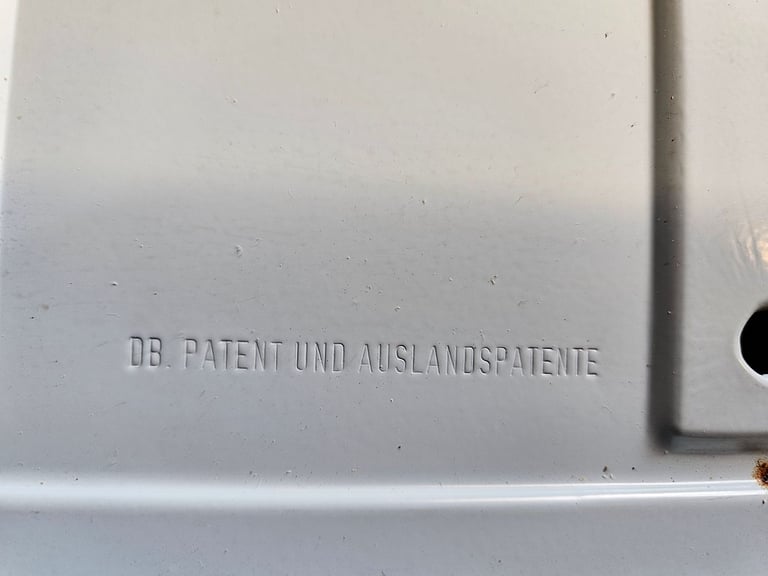 DB. PATENT UND AUSLANDSPATENTE